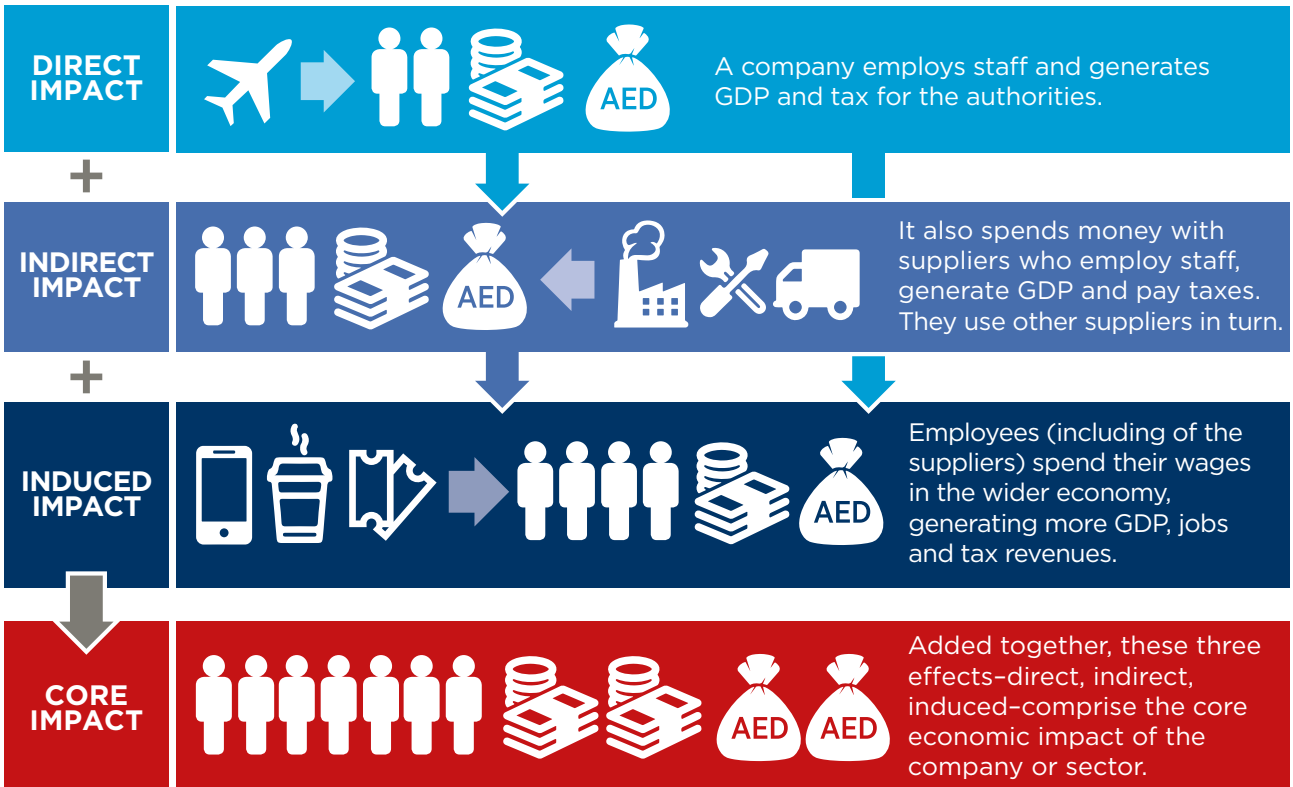 DIRECT
IMPACT
AED
A company employs staff and generates
GDP and tax for the authorities.
+
INDIRECT
IMPACT
AED
It also spends money with
suppliers who employ staff,
generate GDP and pay taxes.
They use other suppliers in turn.
+
INDUCED
IMPACT
AED
Employees (including of the
suppliers) spend their wages
in the wider economy,
generating more GDP, jobs
and tax revenues.
CORE
IMPACT
AED AED
Added together, these three
effects–direct, indirect,
induced–comprise the core
economic impact of the
company or sector.